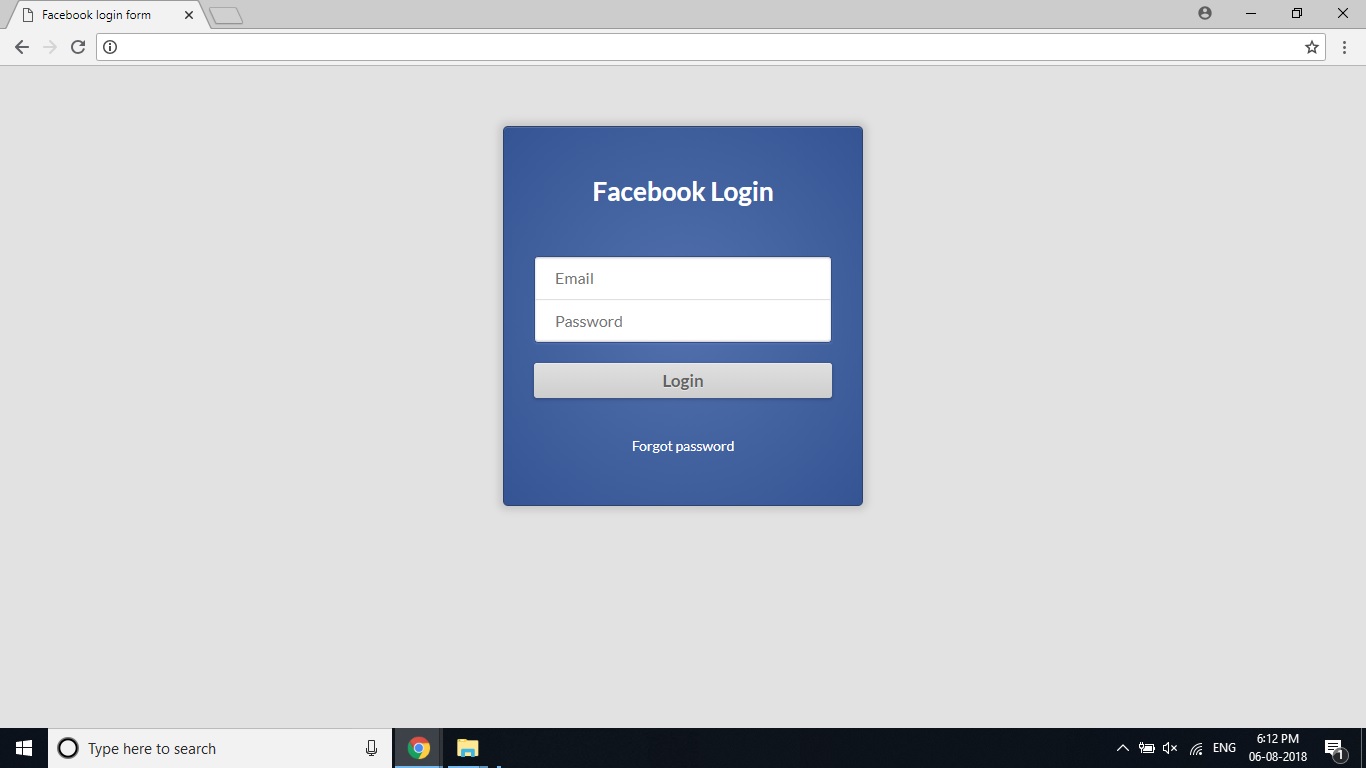 Facebook login form
Facebook Login
Email
Password
Login
Forgot password
Type here to search
ENG
6:12 PM
06-08-2018
1